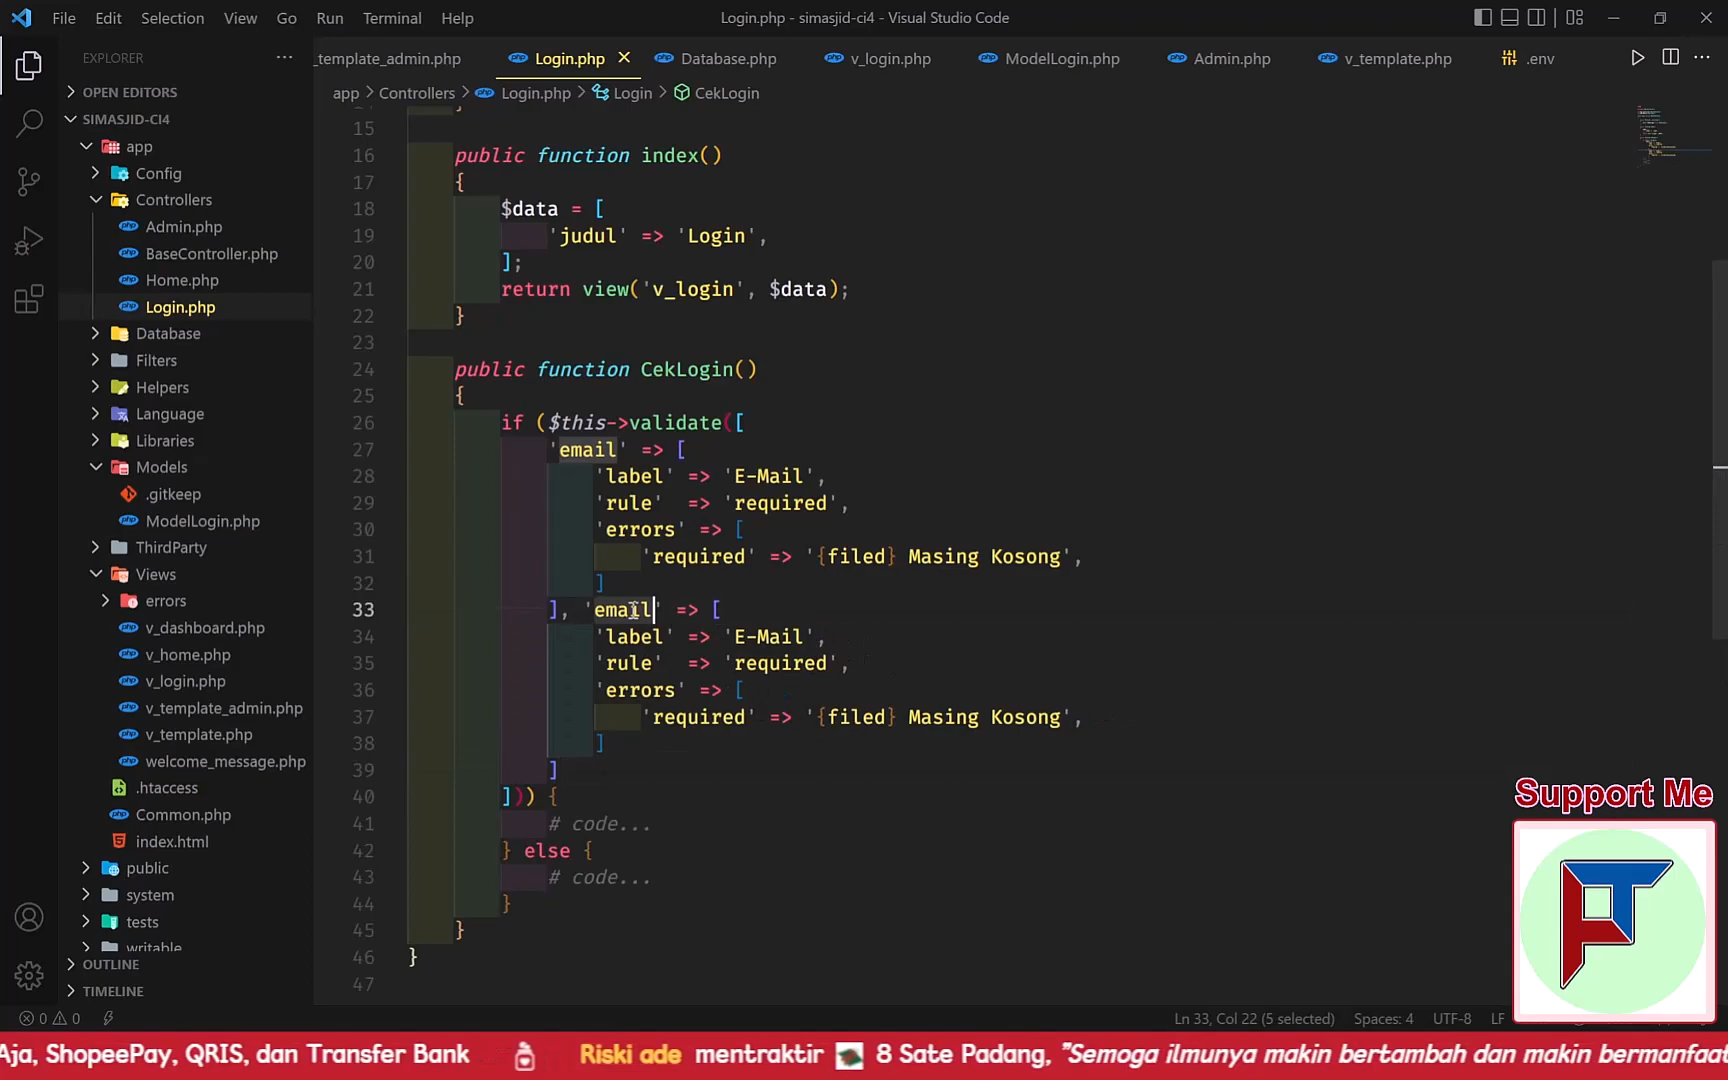 File Edit Selection View Go Run Terminal Help
Login.php - simasjid-ci4 - Visual Studio Code
EXPLORER
_template_admin.php Login.php Database.php v_login.php ModelLogin.php Admin.php v_template.php .env
OPEN EDITORS
app > Controllers > Login.php > Login > CekLogin
SIMASJID-CI4
app
Config
Controllers
Admin.php
BaseController.php
Home.php
Login.php
Database
Filters
Helpers
Language
Libraries
Models
.gitkeep
ModelLogin.php
ThirdParty
Views
errors
v_dashboard.php
v_home.php
v_login.php
v_template_admin.php
v_template.php
welcome_message.php
.htaccess
Common.php
index.html
public
system
tests
writable
OUTLINE
TIMELINE
15
16 public function index()
17 {
18 $data = [
19 'judul' => 'Login',
20 ];
21 return view('v_login', $data);
22 }
23
24 public function CekLogin()
25 {
26 if ($this->validate([
27 'email' => [
28 'label' => 'E-Mail',
29 'rule' => 'required',
30 'errors' => [
31 'required' => '{filed} Masing Kosong',
32 ]
33 ], 'email' => [
34 'label' => 'E-Mail',
35 'rule' => 'required',
36 'errors' => [
37 'required' => '{filed} Masing Kosong',
38 ]
39 ]
40 ])) {
41 # code...
42 } else {
43 # code...
44 }
45 }
46 }
47
Support Me
0 0
Ln 33, Col 22 (5 selected) Spaces: 4 UTF-8 LF
Aja, ShopeePay, QRIS, dan Transfer Bank Riski ade mentraktir 8 Sate Padang, "Semoga ilmunya makin bertambah dan makin bermanfaat